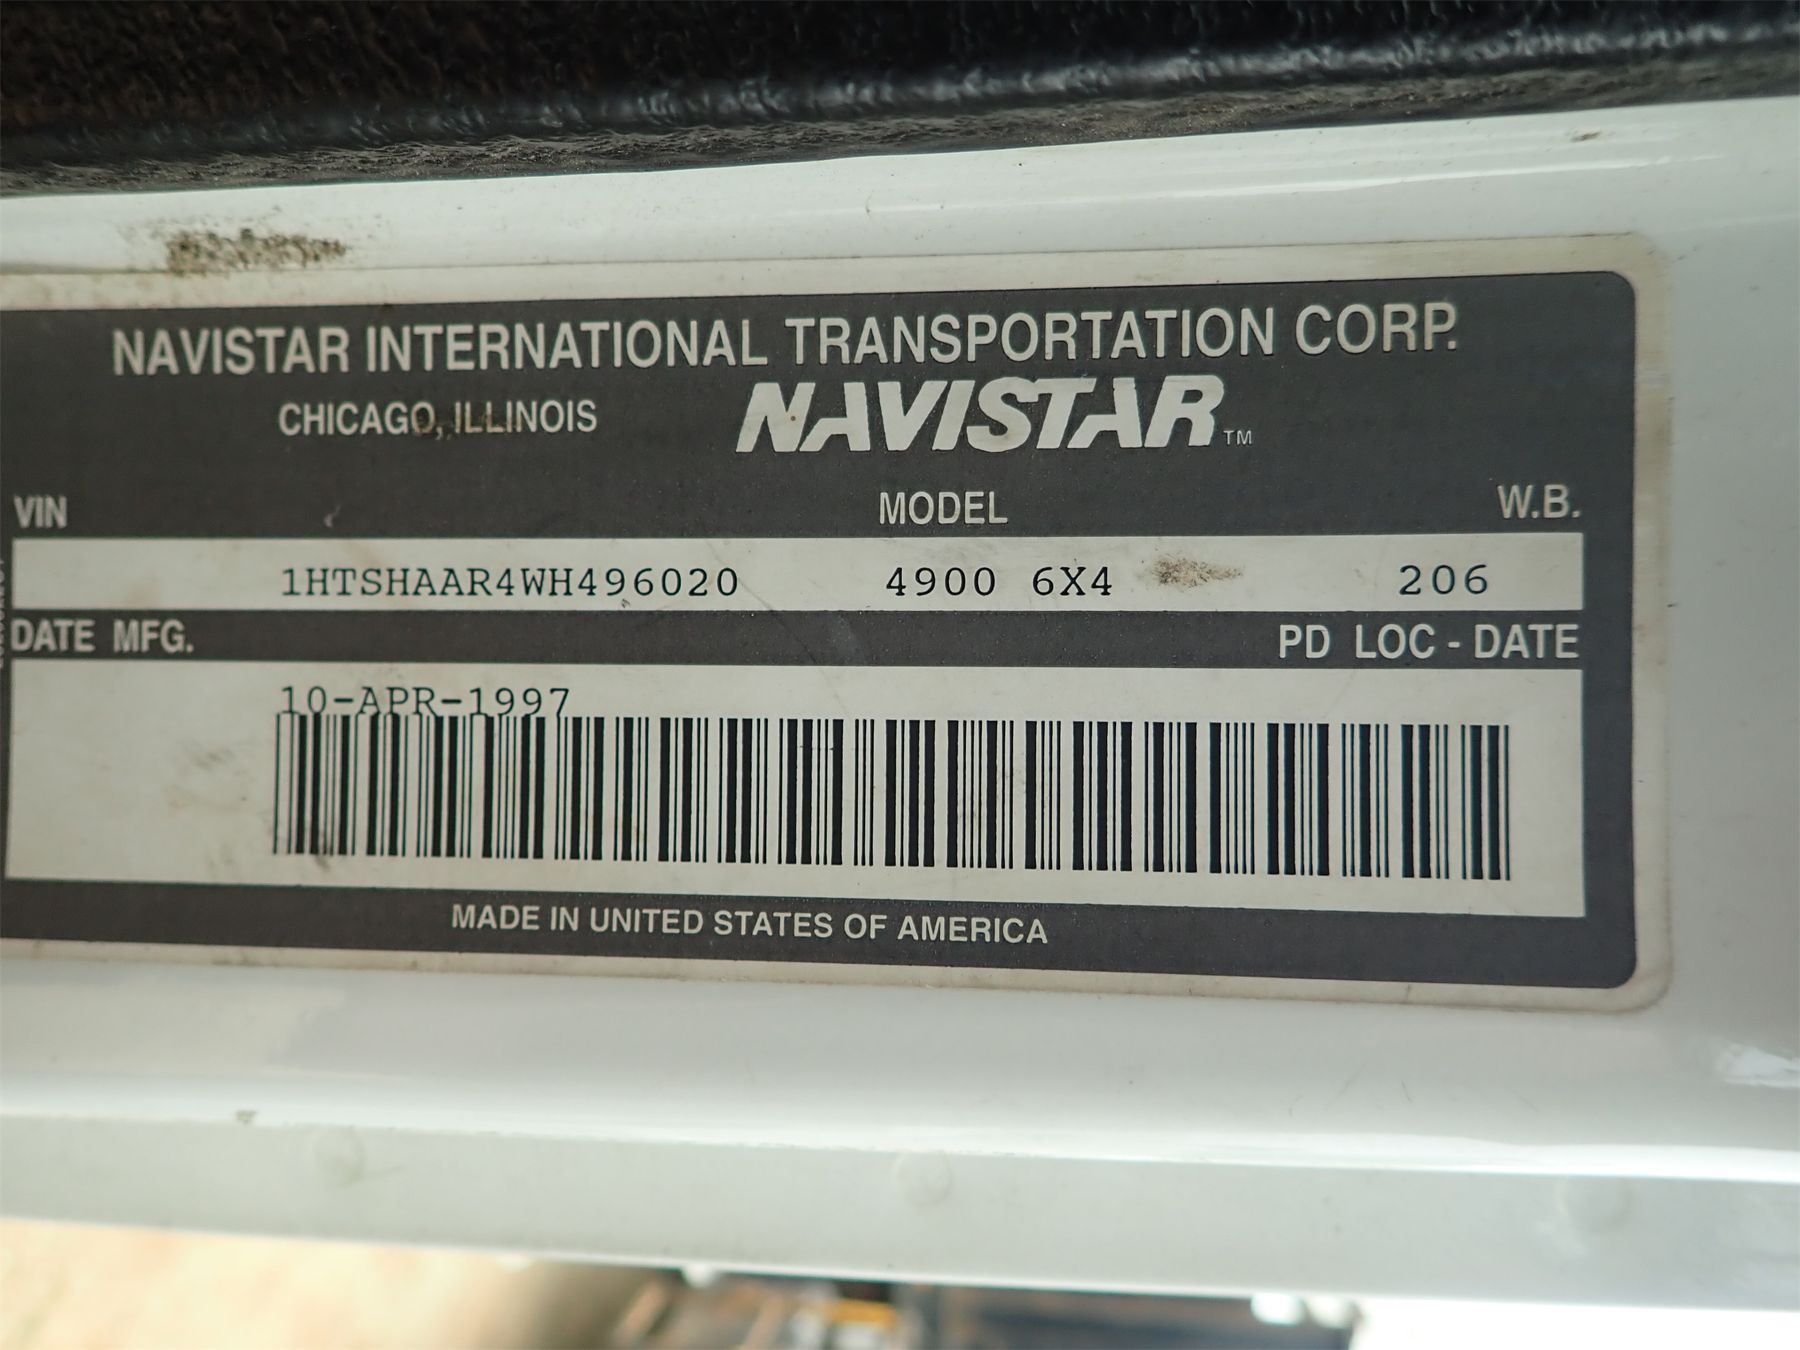 NAVISTAR INTERNATIONAL TRANSPORTATION CORP.
CHICAGO, ILLINOIS NAVISTAR™
VIN MODEL W.B.
1HTSHAAR4WH496020 4900 6X4 206
DATE MFG. PD LOC - DATE
10-APR-1997
MADE IN UNITED STATES OF AMERICA